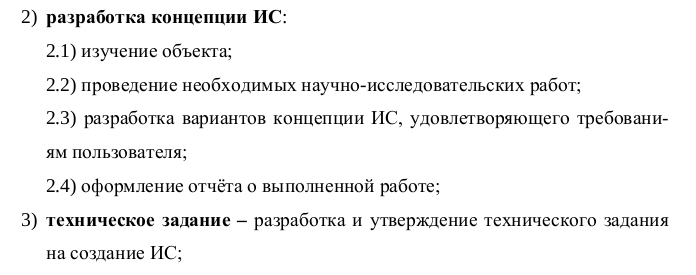 2) разработка концепции ИС:
2.1) изучение объекта;
2.2) проведение необходимых научно-исследовательских работ;
2.3) разработка вариантов концепции ИС, удовлетворяющего требовани-
ям пользователя;
2.4) оформление отчёта о выполненной работе;
3) техническое задание – разработка и утверждение технического задания
на создание ИС;